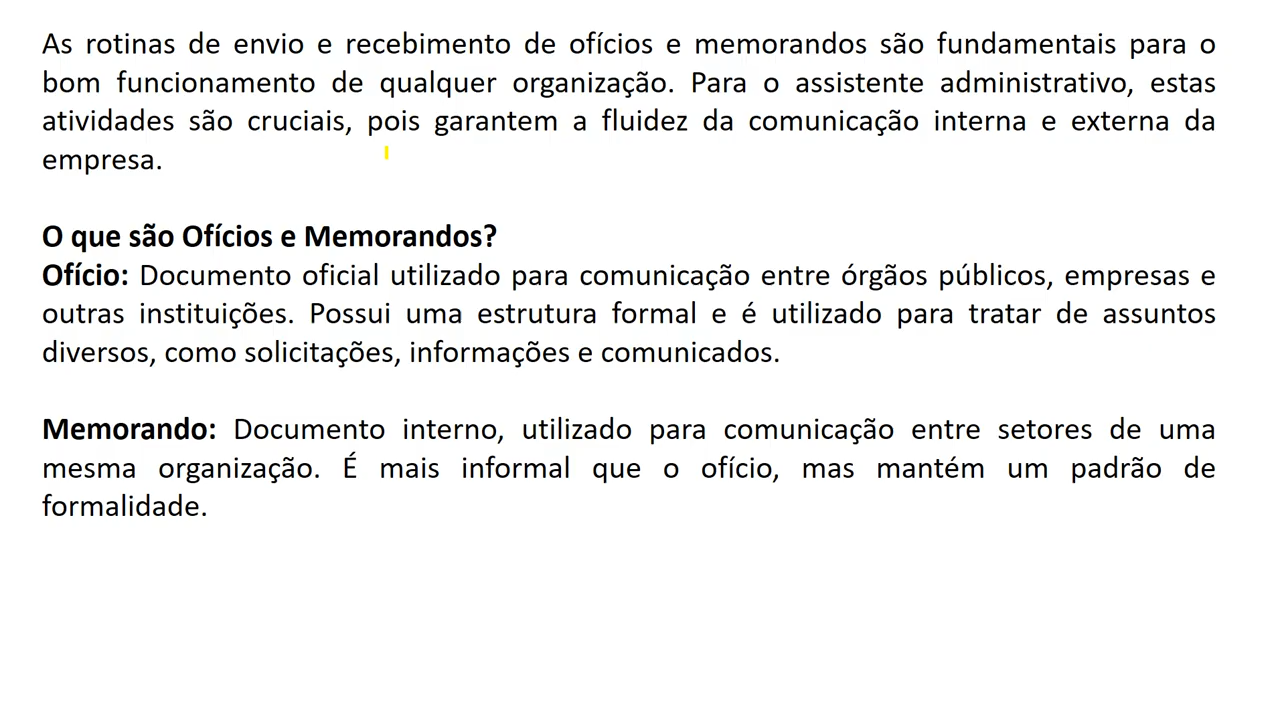 As rotinas de envio e recebimento de ofícios e memorandos são fundamentais para o
bom funcionamento de qualquer organização. Para o assistente administrativo, estas
atividades são cruciais, pois garantem a fluidez da comunicação interna e externa da
empresa.
O que são Ofícios e Memorandos?
Ofício: Documento oficial utilizado para comunicação entre órgãos públicos, empresas e
outras instituições. Possui uma estrutura formal e é utilizado para tratar de assuntos
diversos, como solicitações, informações e comunicados.
Memorando: Documento interno, utilizado para comunicação entre setores de uma
mesma organização. É mais informal que o ofício, mas mantém um padrão de
formalidade.